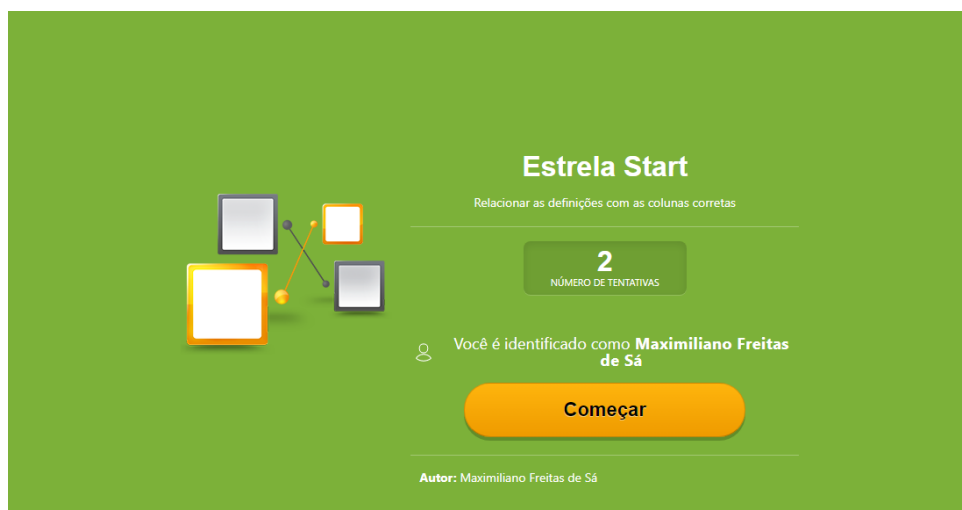 Estrela Start
Relacionar as definições com as colunas corretas
2
NÚMERO DE TENTATIVAS
Você é identificado como Maximiliano Freitas
de Sá
Começar
Autor: Maximiliano Freitas de Sá